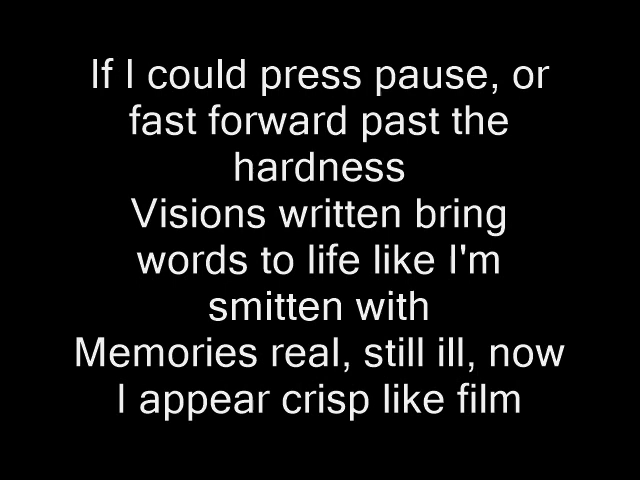 If I could press pause, or
fast forward past the
hardness
Visions written bring
words to life like I'm
smitten with
Memories real, still ill, now
I appear crisp like film